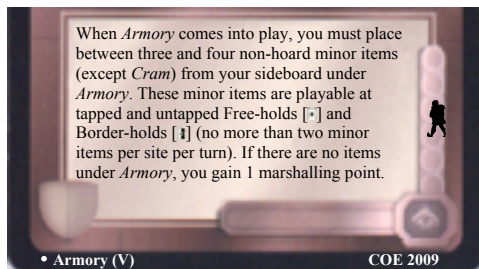 When Armory comes into play, you must place
between three and four non-hoard minor items
(except Cram) from your sideboard under
Armory. These minor items are playable at
tapped and untapped Free-holds [•] and
Border-holds [▪] (no more than two minor
items per site per turn). If there are no items
under Armory, you gain 1 marshalling point.
• Armory (V) COE 2009